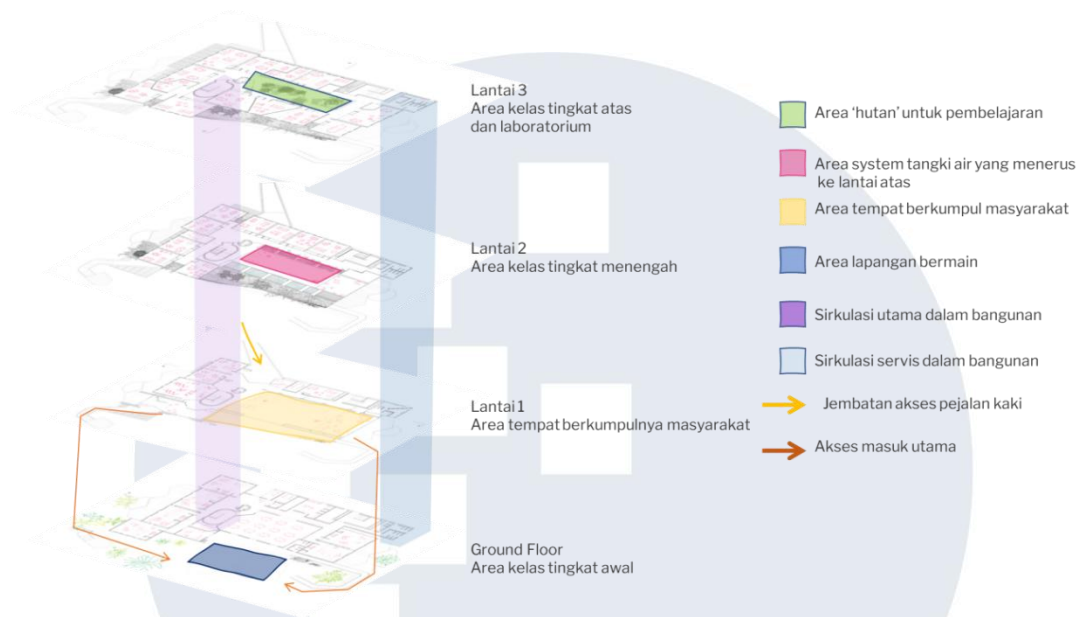 Lantai 3
Area kelas tingkat atas
dan laboratorium
Lantai 2
Area kelas tingkat menengah
Lantai 1
Area tempat berkumpulnya masyarakat
Ground Floor
Area kelas tingkat awal
Area ‘hutan’ untuk pembelajaran
Area system tangki air yang menerus
ke lantai atas
Area tempat berkumpul masyarakat
Area lapangan bermain
Sirkulasi utama dalam bangunan
Sirkulasi servis dalam bangunan
Jembatan akses pejalan kaki
Akses masuk utama